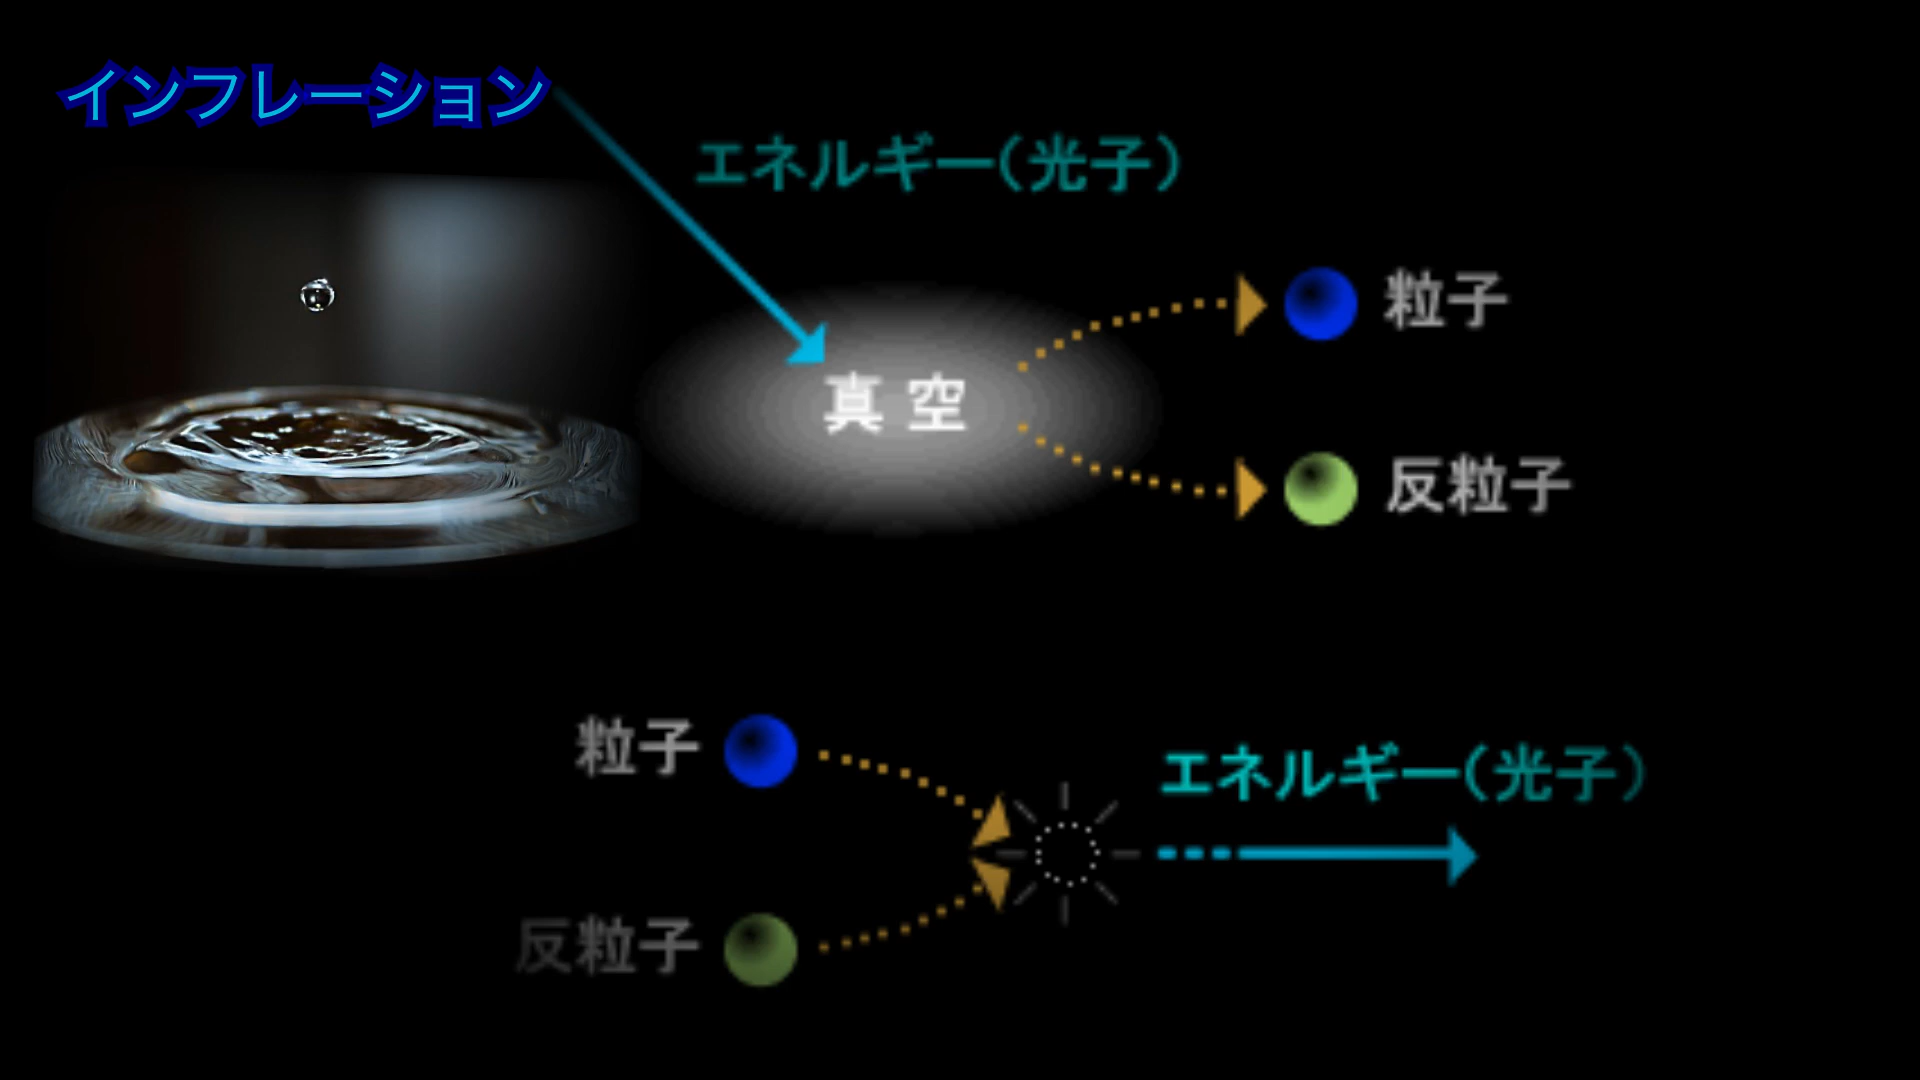 インフレーション
エネルギー(光子)
真空
粒子
反粒子
粒子
エネルギー(光子)
反粒子